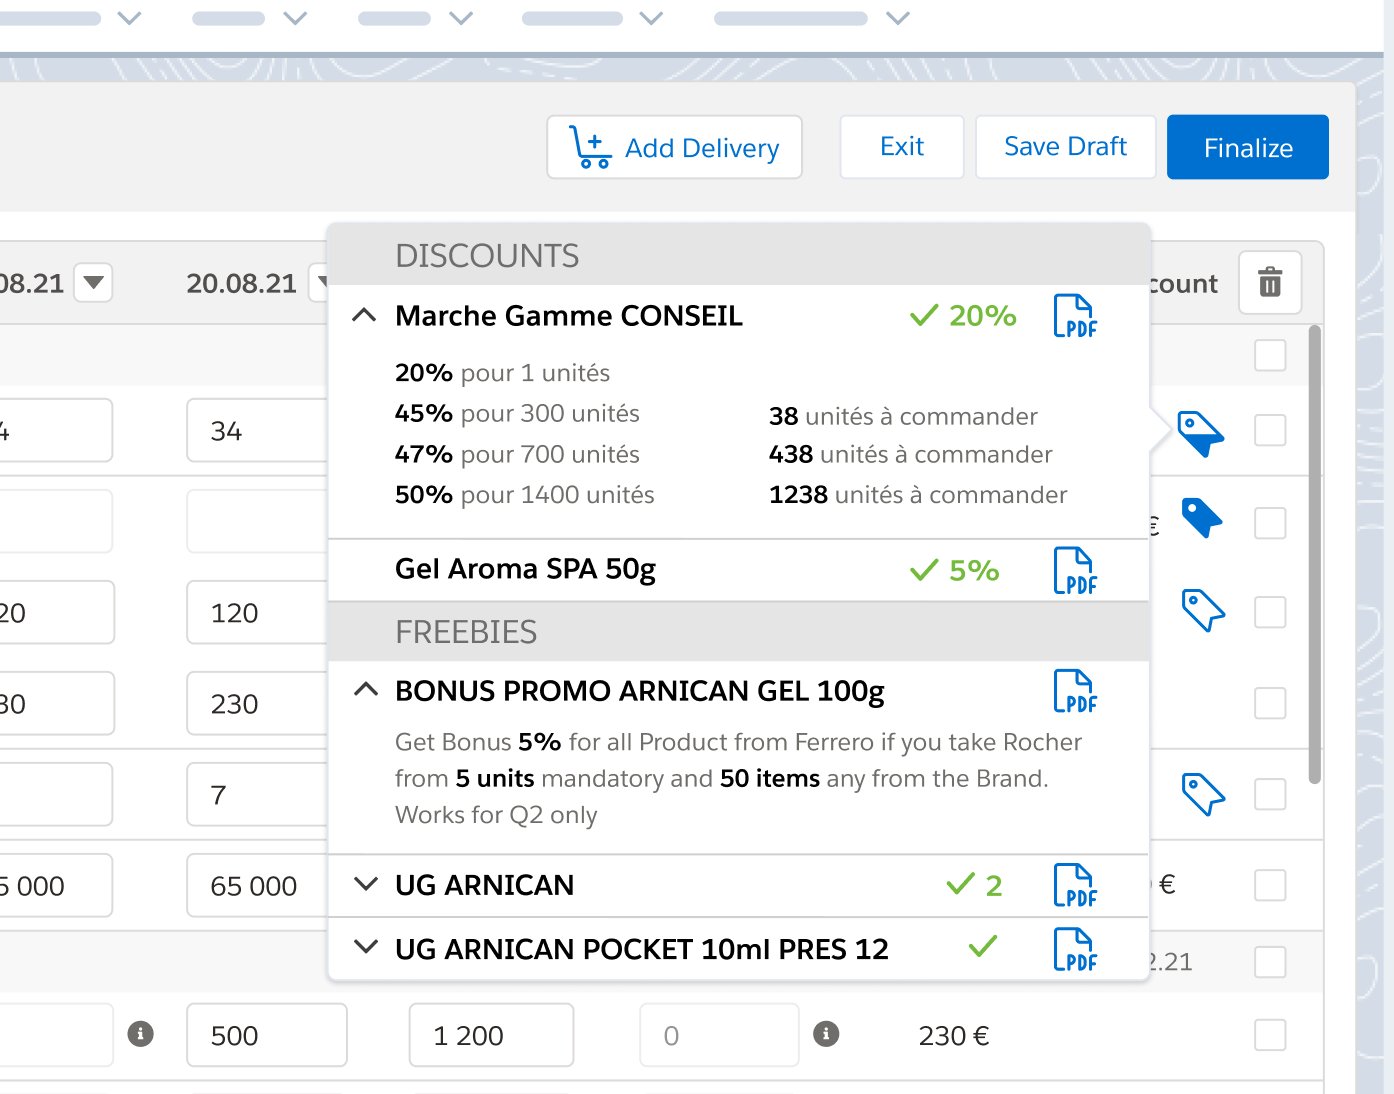 Add Delivery
Exit
Save Draft
Finalize
08.21
20.08.21
count
DISCOUNTS
Marche Gamme CONSEIL
20%
PDF
20% pour 1 unités
45% pour 300 unités
38 unités à commander
47% pour 700 unités
438 unités à commander
50% pour 1400 unités
1238 unités à commander
Gel Aroma SPA 50g
5%
PDF
FREEBIES
BONUS PROMO ARNICAN GEL 100g
PDF
Get Bonus 5% for all Product from Ferrero if you take Rocher
from 5 units mandatory and 50 items any from the Brand.
Works for Q2 only
UG ARNICAN
2
PDF
UG ARNICAN POCKET 10ml PRES 12
PDF
4
34
€
20
120
30
230
7
5 000
65 000
€
2.21
500
1 200
0
230 €